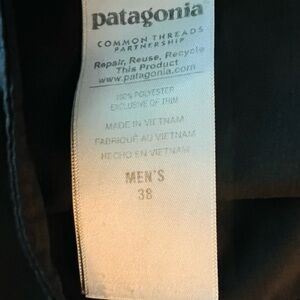 patagonia
COMMON THREADS
PARTNERSHIP
Repair, Reuse, Recycle
This Product
www.patagonia.com
100% POLYESTER
EXCLUSIVE OF TRIM
MADE IN VIETNAM
FABRIQUÉ AU VIETNAM
HECHO EN VIETNAM
MEN'S
38